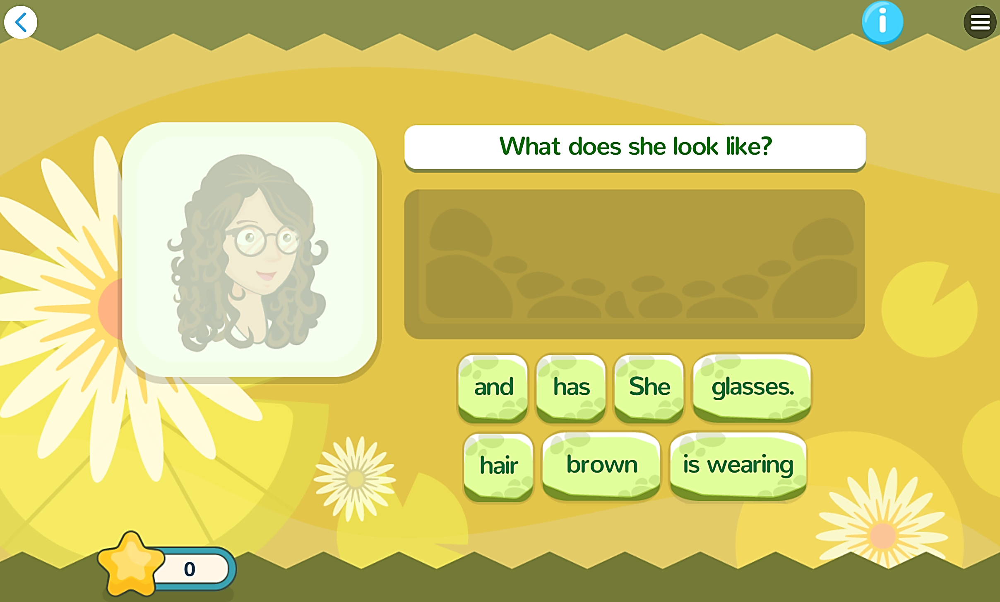 What does she look like?
and has She glasses.
hair brown is wearing
0